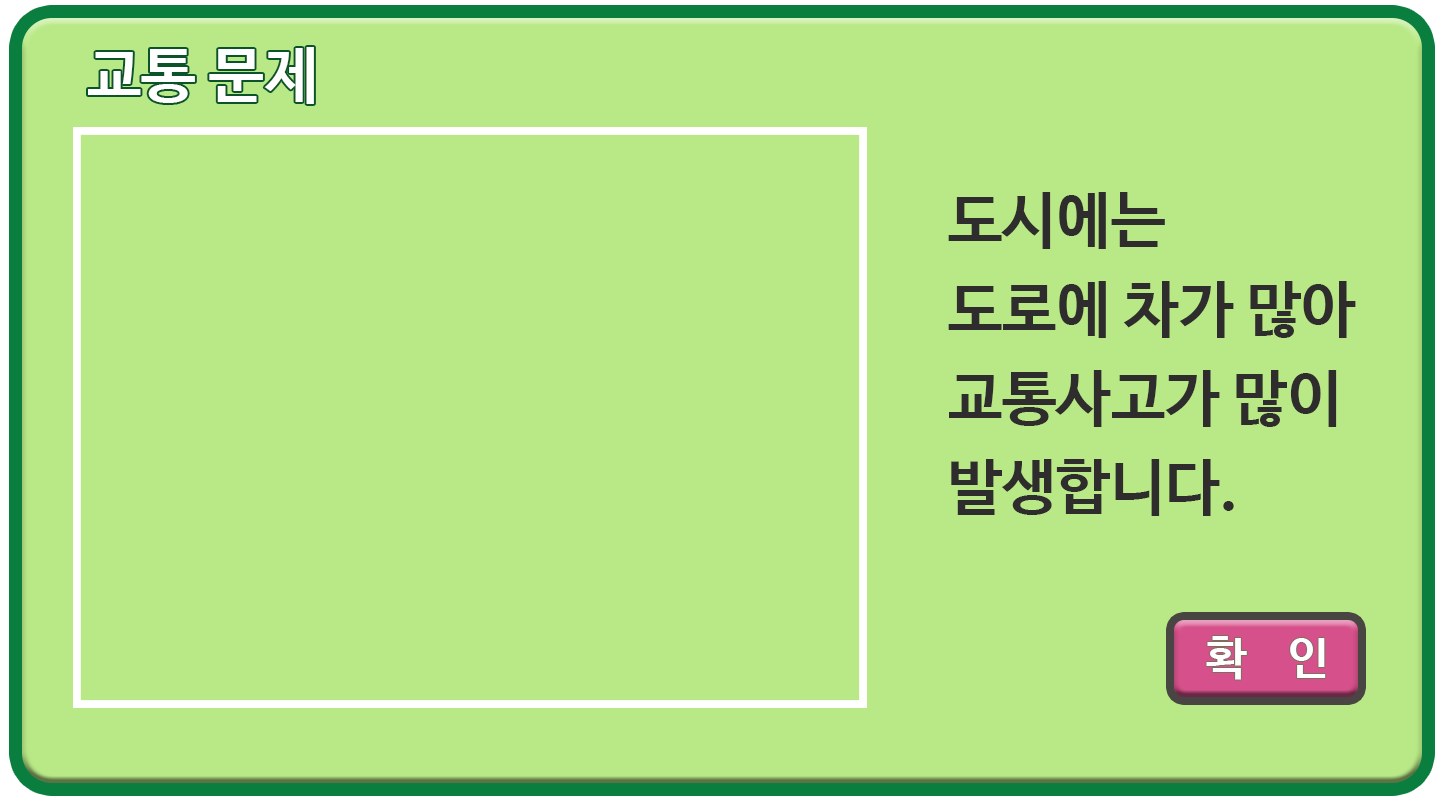 교통 문제
도시에는
도로에 차가 많아
교통사고가 많이
발생합니다.
확 인